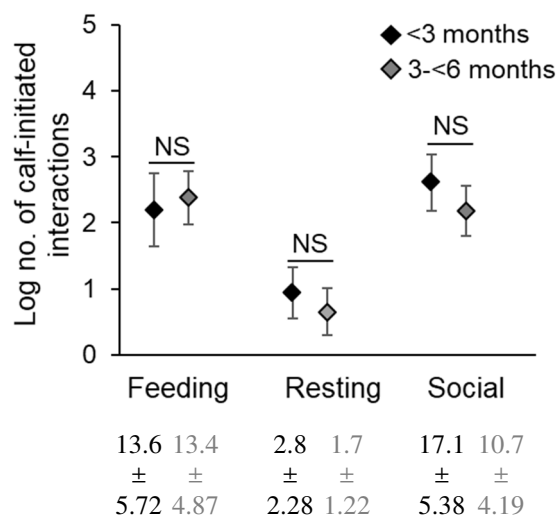 5
4
3
2
1
0
Log no. of calf-initiated
interactions
<3 months
3-<6 months
NS
NS
NS
Feeding Resting Social
13.6 13.4 2.8 1.7 17.1 10.7
± ± ± ± ± ±
5.72 4.87 2.28 1.22 5.38 4.19